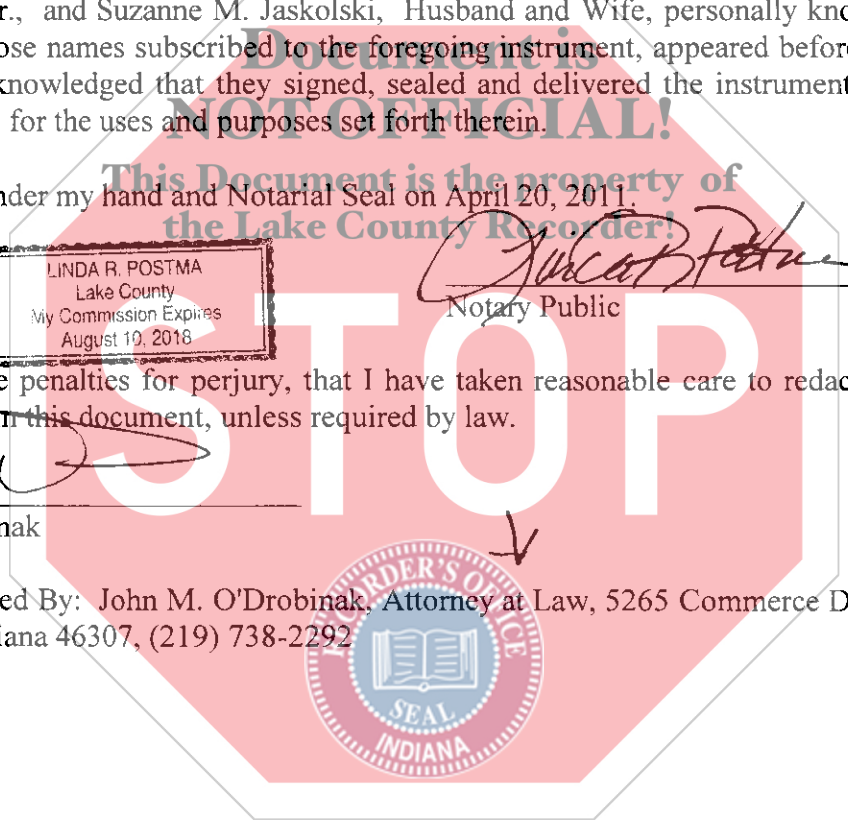 r., and Suzanne M. Jaskolski, Husband and Wife, personally kno
Document is
ose names subscribed to the foregoing instrument, appeared before
knowledged that they signed, sealed and delivered the instrument
NOT OFFICIAL!
for the uses and purposes set forth therein.
This Document is the property of
nder my hand and Notarial Seal on April 20, 2011.
the Lake County Recorder!
LINDA R. POSTMA
Lake County
My Commission Expires
August 10, 2018
Notary Public
STOP
e penalties for perjury, that I have taken reasonable care to redac
n this document, unless required by law.
nak
RECORDER'S OFFICE
ed By: John M. O'Drobinak, Attorney at Law, 5265 Commerce D
iana 46307, (219) 738-2292
SEAL
INDIANA